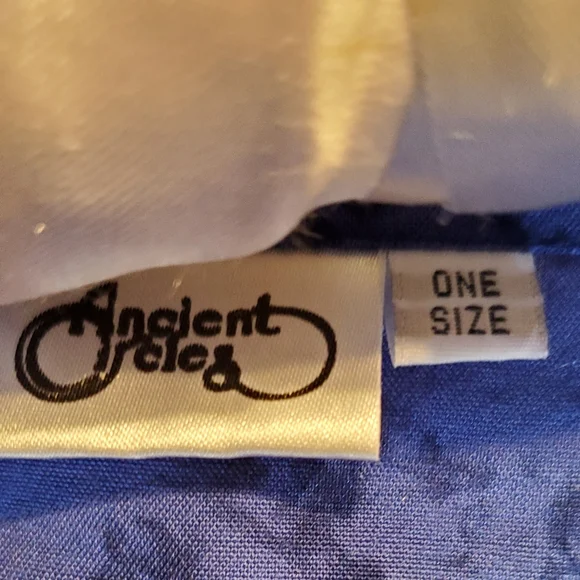 Ancient
Circles
ONE
SIZE